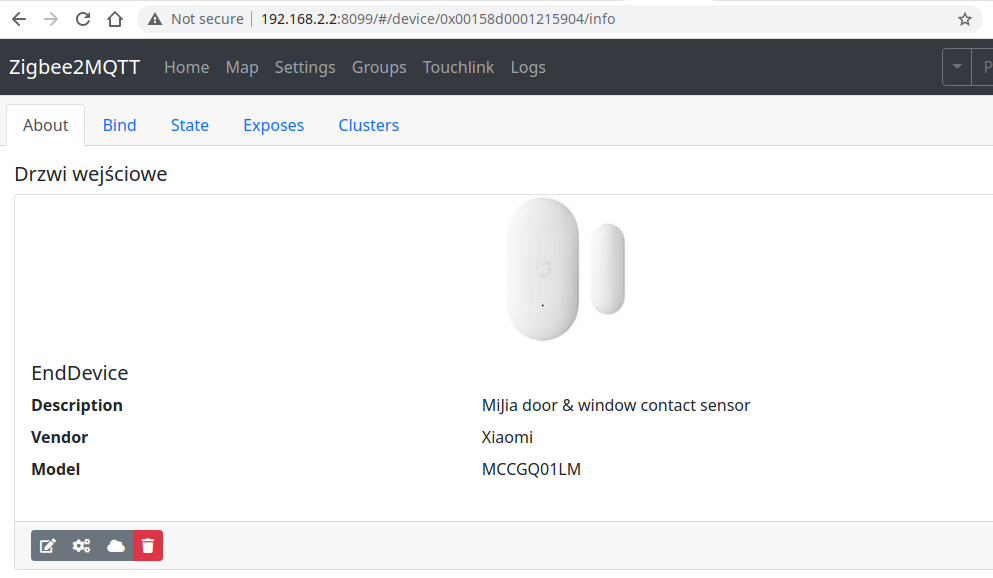 Not secure | 192.168.2.2:8099/#/device/0x00158d0001215904/info
Zigbee2MQTT Home Map Settings Groups Touchlink Logs P
About Bind State Exposes Clusters
Drzwi wejściowe
EndDevice
Description MiJia door & window contact sensor
Vendor Xiaomi
Model MCCGQ01LM